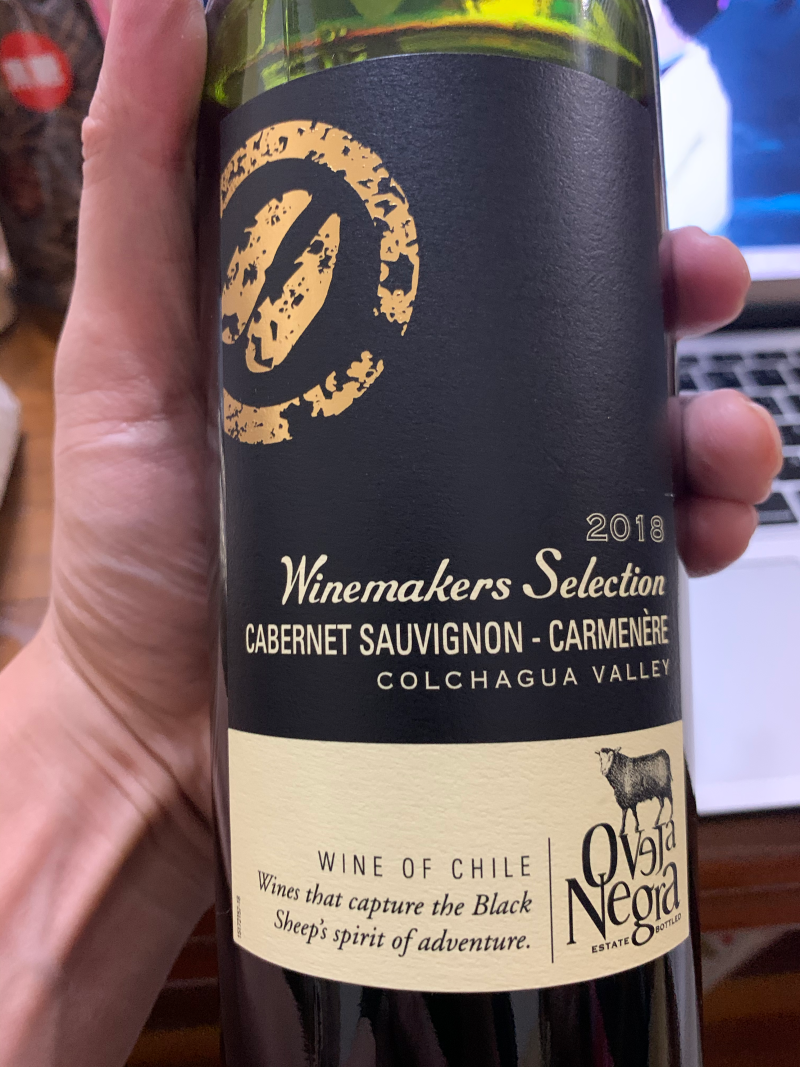 2018
Winemakers Selection
CABERNET SAUVIGNON - CARMENÈRE
COLCHAGUA VALLEY
WINE OF CHILE
Wines that capture the Black
Sheep's spirit of adventure.
Oveja
Negra
ESTATE BOTTLED